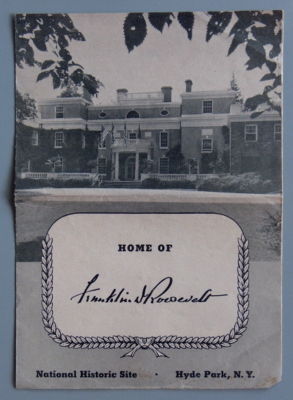 HOME OF
Franklin D Roosevelt
National Historic Site • Hyde Park, N. Y.